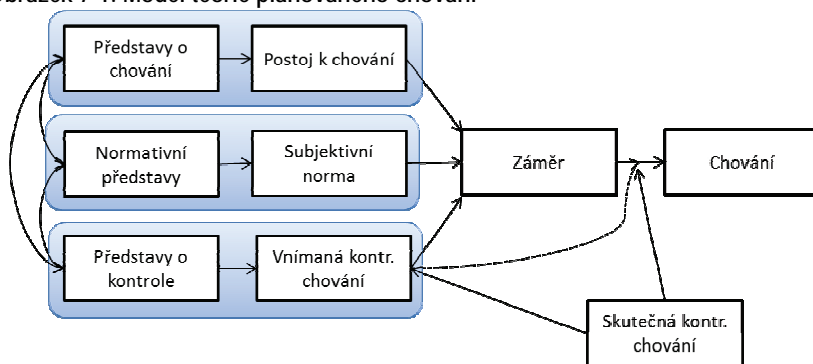 Obrázek 7-1: Model teorie plánovaného chování
Představy o
chování
Postoj k chování
Normativní
představy
Subjektivní
norma
Záměr
Chování
Představy o
kontrole
Vnímaná kontr.
chování
Skutečná kontr.
chování